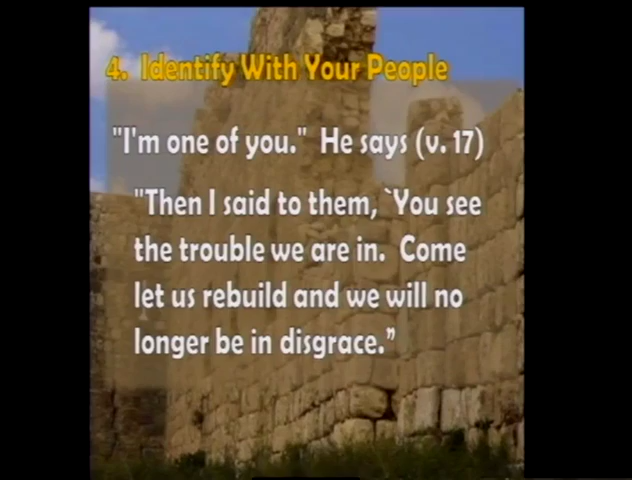 4. Identify With Your People
"I'm one of you." He says (v. 17)
"Then I said to them, `You see
the trouble we are in. Come
let us rebuild and we will no
longer be in disgrace.”